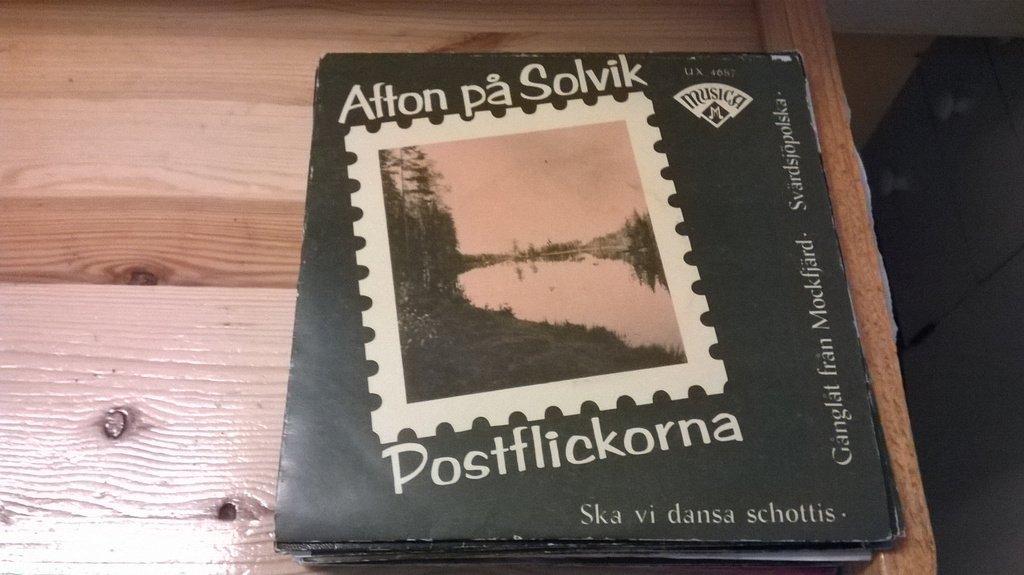 Afton på Solvik
UX 4687
MUSICA
M
Svärdsjöpolska·
Gånglåt från Mockfjärd·
Postflickorna
Ska vi dansa schottis·